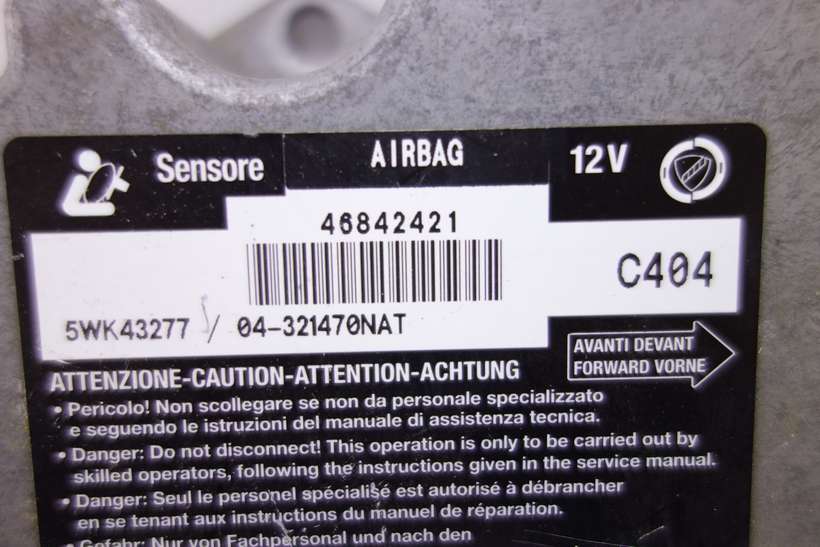 Sensore AIRBAG 12V
46842421
C404
5WK43277 / 04-321470NAT
AVANTI DEVANT
FORWARD VORNE
ATTENZIONE-CAUTION-ATTENTION-ACHTUNG
• Pericolo! Non scollegare se non da personale specializzato
e seguendo le istruzioni del manuale di assistenza tecnica.
• Danger: Do not disconnect! This operation is only to be carried out by
skilled operators, following the instructions given in the service manual.
• Danger: Seul le personel spécialisé est autorisé à débrancher
en se tenant aux instructions du manuel de réparation.
• Gefahr: Nur von Fachpersonal und nach den